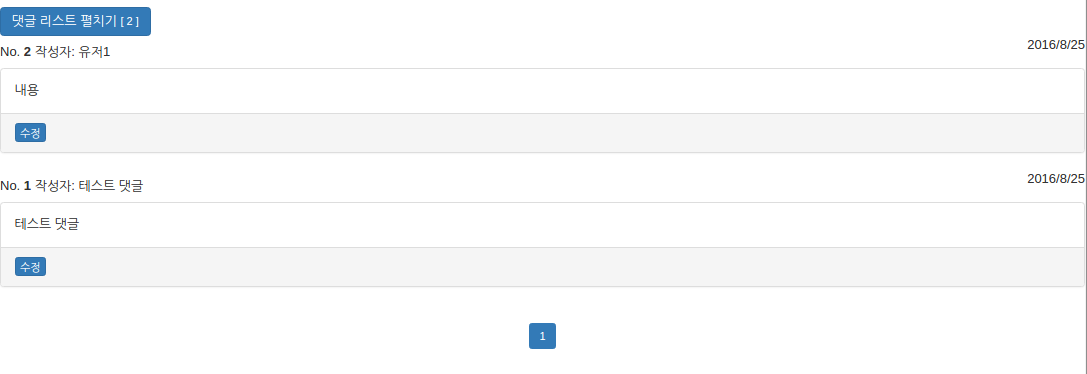 댓글 리스트 펼치기 [ 2 ]
No. 2 작성자: 유저1
2016/8/25
내용
수정
No. 1 작성자: 테스트 댓글
2016/8/25
테스트 댓글
수정
1